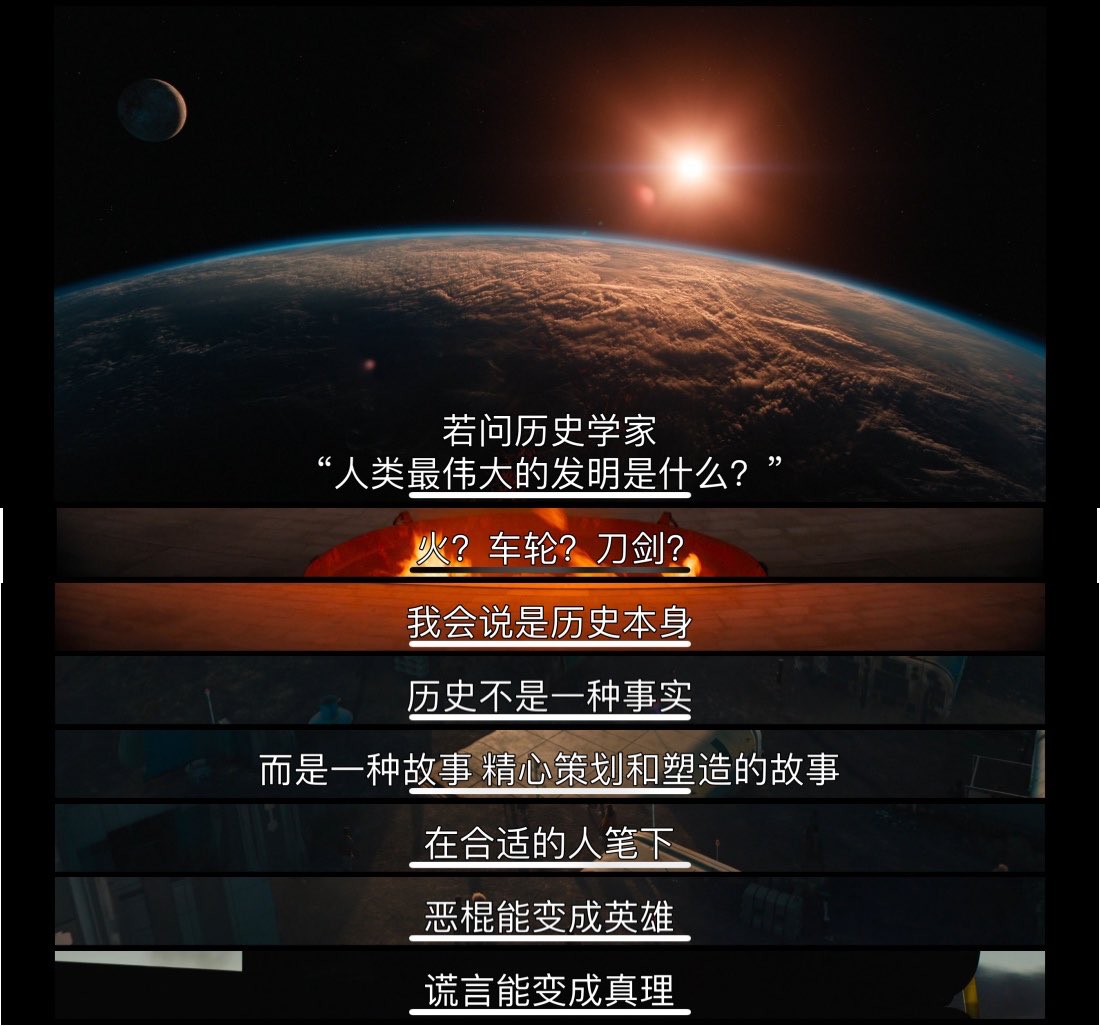 若问历史学家
“人类最伟大的发明是什么？”
火？车轮？刀剑？
我会说是历史本身
历史不是一种事实
而是一种故事 精心策划和塑造的故事
在合适的人笔下
恶棍能变成英雄
谎言能变成真理